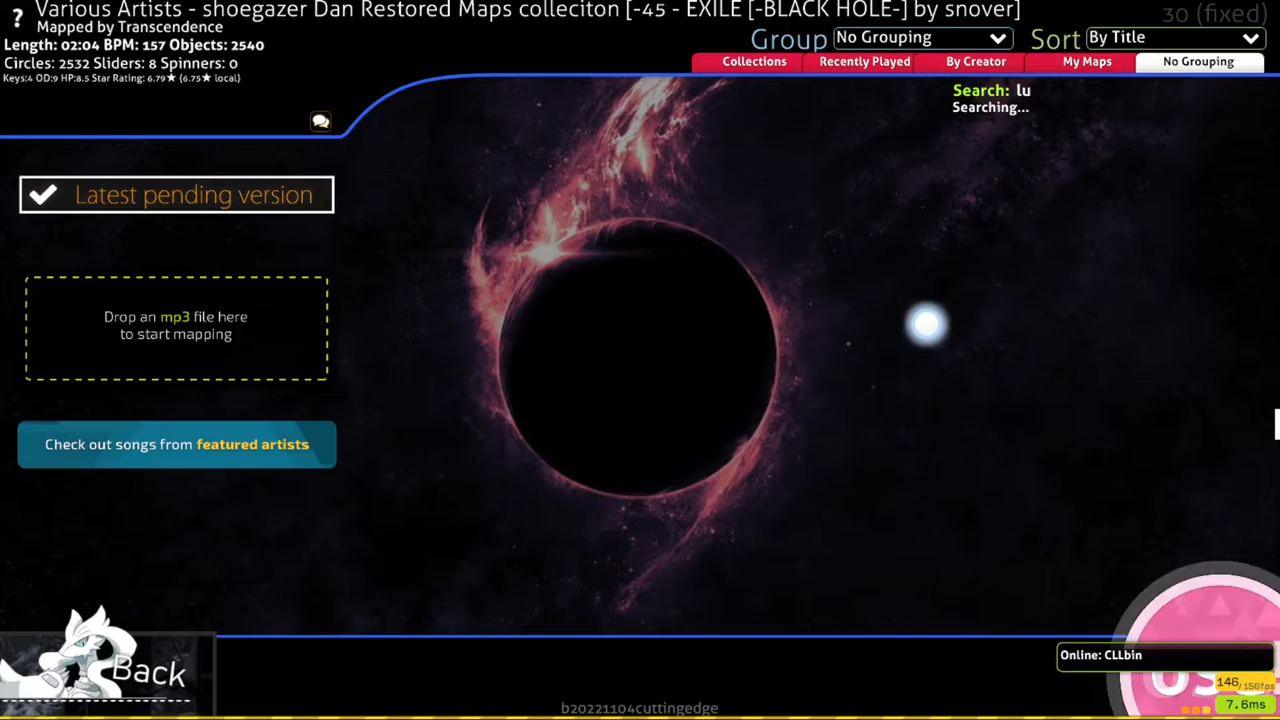 ?
Various Artists - shoegazer Dan Restored Maps colleciton [-45 - EXILE [-BLACK HOLE-] by snover]
Mapped by Transcendence
Length: 02:04 BPM: 157 Objects: 2540
Circles: 2532 Sliders: 8 Spinners: 0
Keys:4 OD:9 HP:8.5 Star Rating: 6.79★ (6.75★ local)
30 (fixed)
Group No Grouping
Sort By Title
Collections
Recently Played
By Creator
My Maps
No Grouping
Search: lu
Searching...
Latest pending version
Drop an mp3 file here
to start mapping
Check out songs from featured artists
Back
Online: CLLbin
146/150fps
7.6ms
b20221104cuttingedge